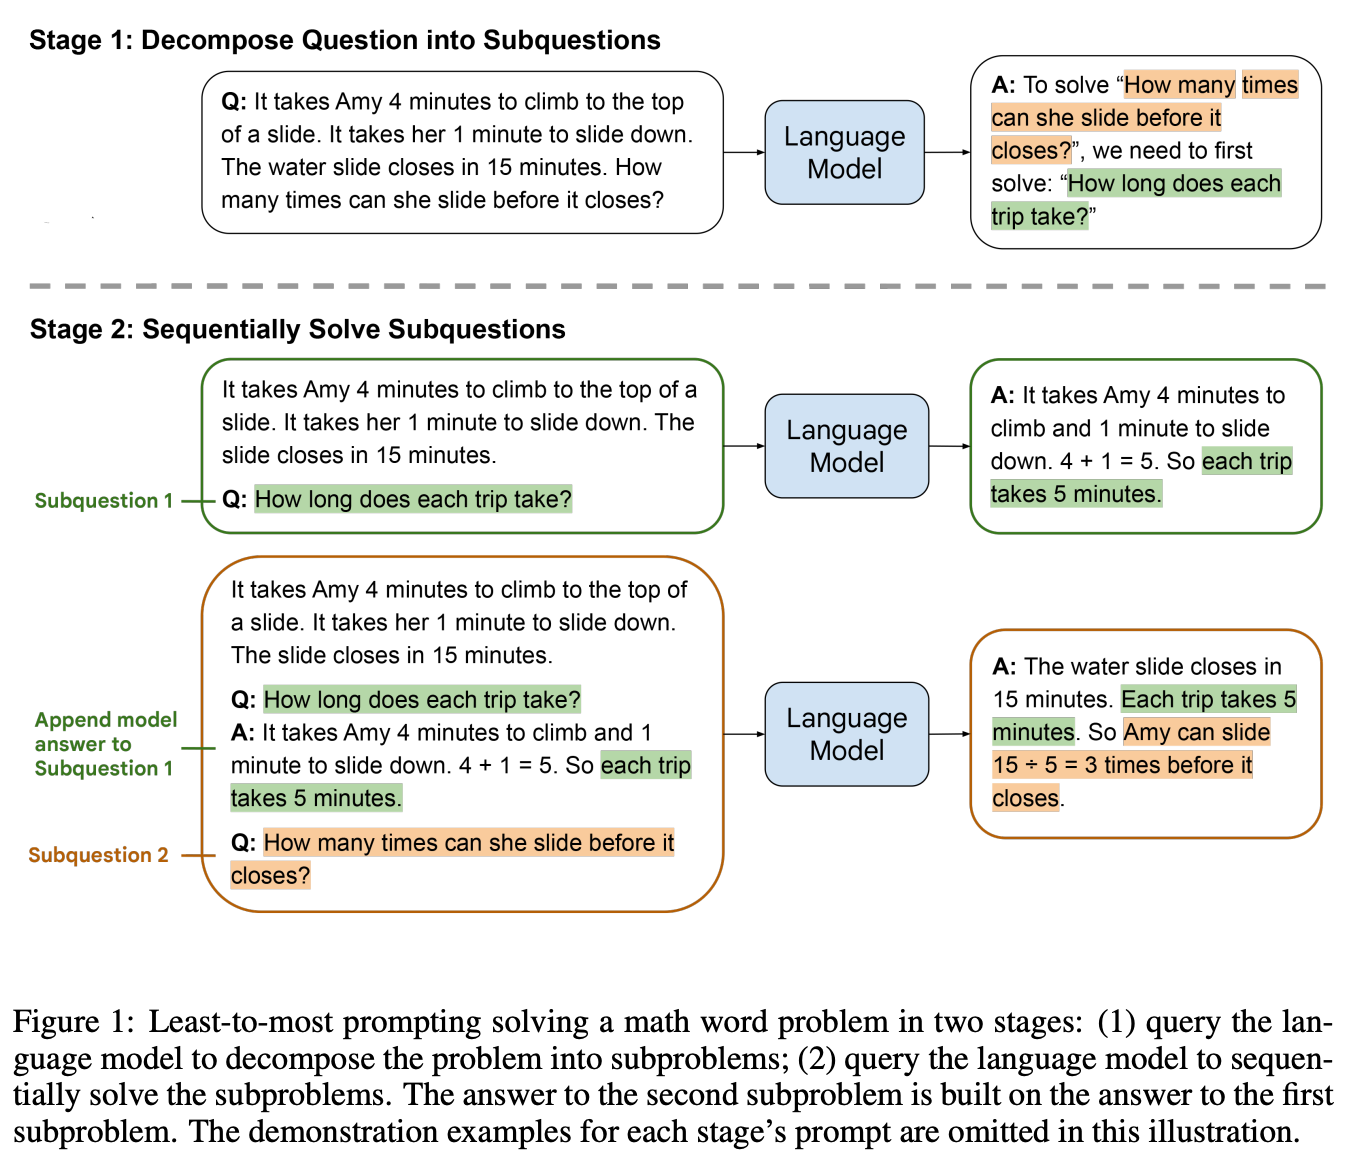 Stage 1: Decompose Question into Subquestions
Q: It takes Amy 4 minutes to climb to the top
of a slide. It takes her 1 minute to slide down.
The water slide closes in 15 minutes. How
many times can she slide before it closes?
Language
Model
A: To solve “How many times
can she slide before it
closes?”, we need to first
solve: “How long does each
trip take?”
Stage 2: Sequentially Solve Subquestions
It takes Amy 4 minutes to climb to the top of a
slide. It takes her 1 minute to slide down. The
slide closes in 15 minutes.
Subquestion 1
Q: How long does each trip take?
Language
Model
A: It takes Amy 4 minutes to
climb and 1 minute to slide
down. 4 + 1 = 5. So each trip
takes 5 minutes.
It takes Amy 4 minutes to climb to the top of
a slide. It takes her 1 minute to slide down.
The slide closes in 15 minutes.
Q: How long does each trip take?
Append model
answer to
Subquestion 1
A: It takes Amy 4 minutes to climb and 1
minute to slide down. 4 + 1 = 5. So each trip
takes 5 minutes.
Subquestion 2
Q: How many times can she slide before it
closes?
Language
Model
A: The water slide closes in
15 minutes. Each trip takes 5
minutes. So Amy can slide
15 ÷ 5 = 3 times before it
closes.
Figure 1: Least-to-most prompting solving a math word problem in two stages: (1) query the lan-
guage model to decompose the problem into subproblems; (2) query the language model to sequen-
tially solve the subproblems. The answer to the second subproblem is built on the answer to the first
subproblem. The demonstration examples for each stage’s prompt are omitted in this illustration.